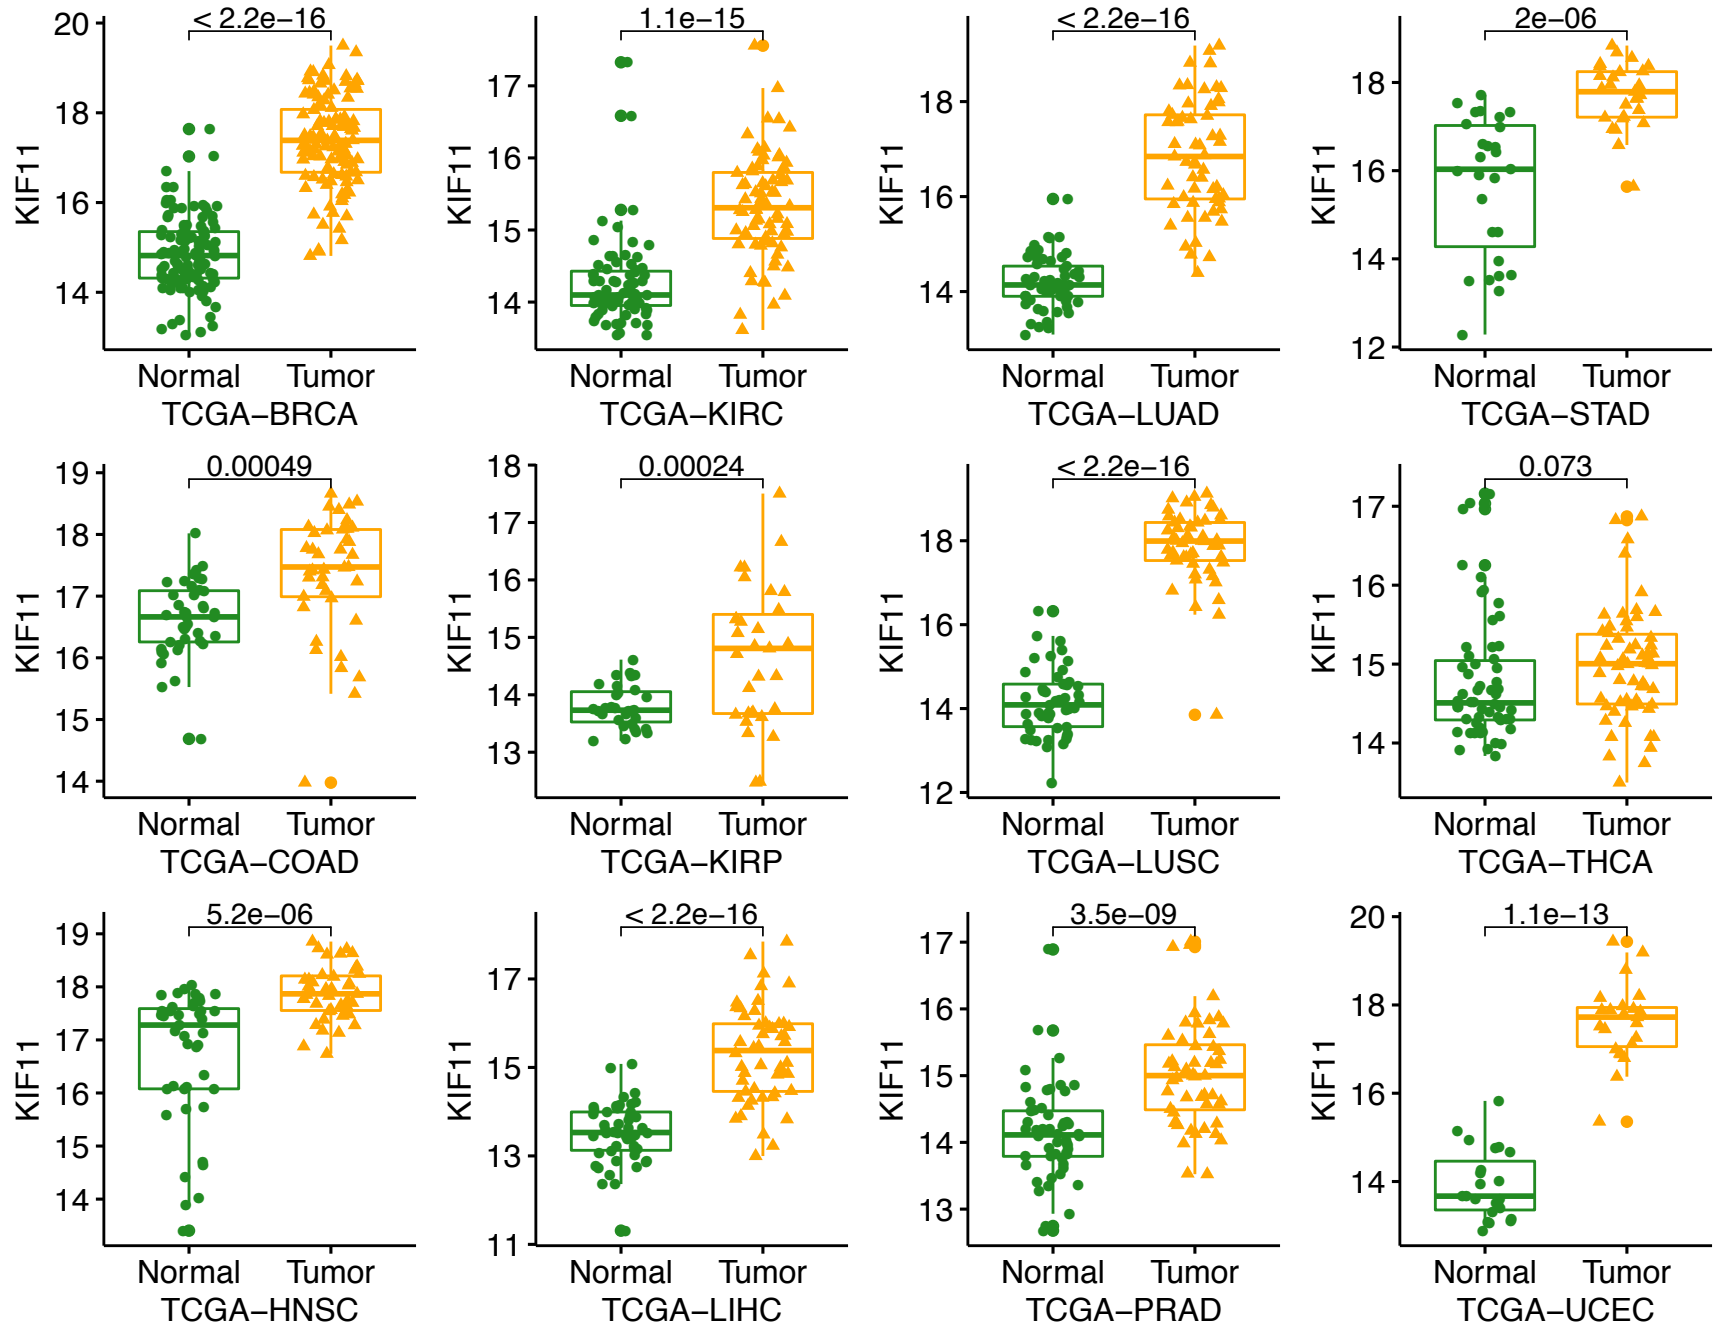 < 2.2e−16
20
18
16
14
KIF11
Normal Tumor
TCGA−BRCA
1.1e−15
17
16
15
14
KIF11
Normal Tumor
TCGA−KIRC
< 2.2e−16
18
16
14
KIF11
Normal Tumor
TCGA−LUAD
2e−06
18
16
14
12
KIF11
Normal Tumor
TCGA−STAD
0.00049
19
18
17
16
15
14
KIF11
Normal Tumor
TCGA−COAD
0.00024
18
17
16
15
14
13
KIF11
Normal Tumor
TCGA−KIRP
< 2.2e−16
18
16
14
12
KIF11
Normal Tumor
TCGA−LUSC
0.073
17
16
15
14
KIF11
Normal Tumor
TCGA−THCA
5.2e−06
19
18
17
16
15
14
KIF11
Normal Tumor
TCGA−HNSC
< 2.2e−16
17
15
13
11
KIF11
Normal Tumor
TCGA−LIHC
3.5e−09
17
16
15
14
13
KIF11
Normal Tumor
TCGA−PRAD
1.1e−13
20
18
16
14
KIF11
Normal Tumor
TCGA−UCEC